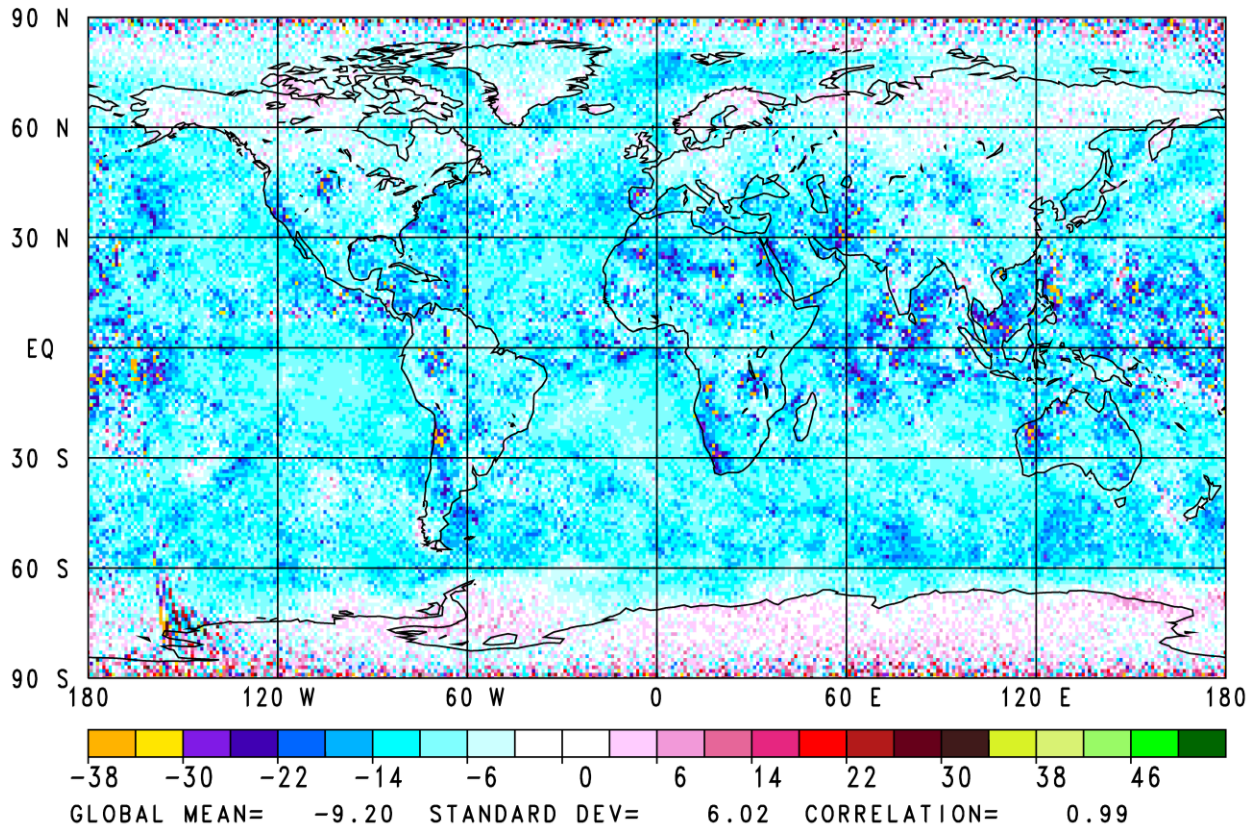 90 N
60 N
30 N
EQ
30 S
60 S
90 S
180 120 W 60 W 0 60 E 120 E 180
-38 -30 -22 -14 -6 0 6 14 22 30 38 46
GLOBAL MEAN= -9.20 STANDARD DEV= 6.02 CORRELATION= 0.99